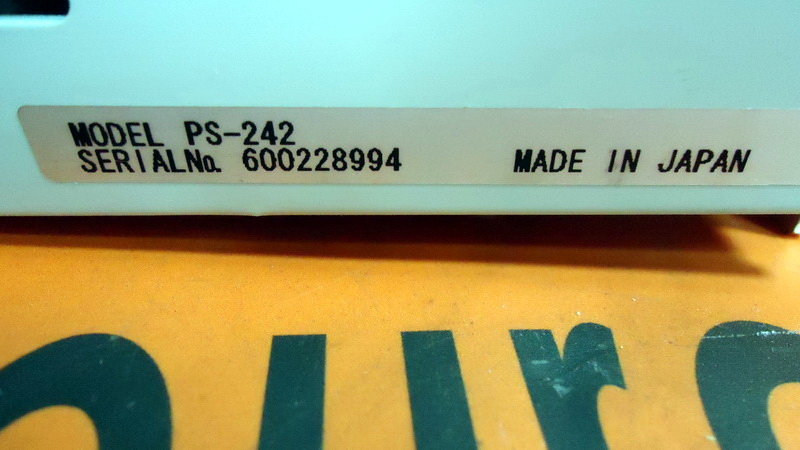 MODEL PS-242
SERIALNo. 600228994 MADE IN JAPAN